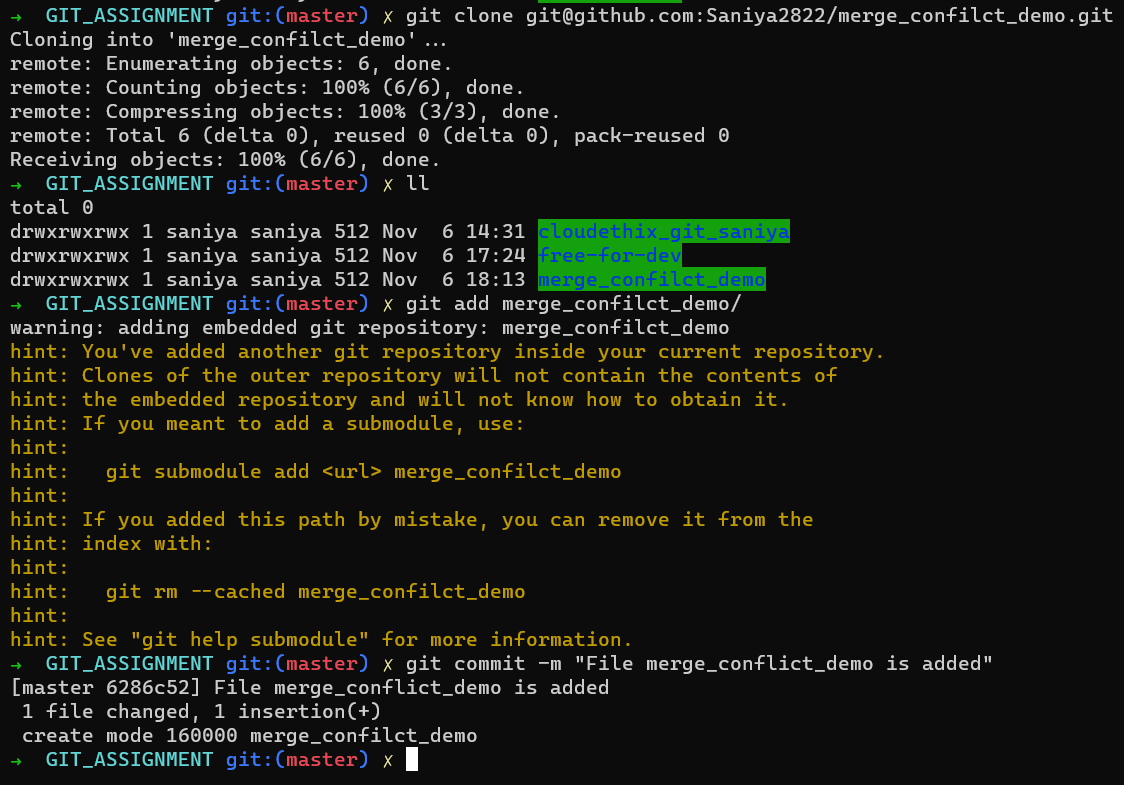 →  GIT_ASSIGNMENT git:(master) ✗ git clone git@github.com:Saniya2822/merge_confilct_demo.git
Cloning into 'merge_confilct_demo'...
remote: Enumerating objects: 6, done.
remote: Counting objects: 100% (6/6), done.
remote: Compressing objects: 100% (3/3), done.
remote: Total 6 (delta 0), reused 0 (delta 0), pack-reused 0
Receiving objects: 100% (6/6), done.
→  GIT_ASSIGNMENT git:(master) ✗ ll
total 0
drwxrwxrwx 1 saniya saniya 512 Nov  6 14:31 cloudethix_git_saniya
drwxrwxrwx 1 saniya saniya 512 Nov  6 17:24 free-for-dev
drwxrwxrwx 1 saniya saniya 512 Nov  6 18:13 merge_confilct_demo
→  GIT_ASSIGNMENT git:(master) ✗ git add merge_confilct_demo/
warning: adding embedded git repository: merge_confilct_demo
hint: You've added another git repository inside your current repository.
hint: Clones of the outer repository will not contain the contents of
hint: the embedded repository and will not know how to obtain it.
hint: If you meant to add a submodule, use:
hint:
hint:   git submodule add <url> merge_confilct_demo
hint:
hint: If you added this path by mistake, you can remove it from the
hint: index with:
hint:
hint:   git rm --cached merge_confilct_demo
hint:
hint: See "git help submodule" for more information.
→  GIT_ASSIGNMENT git:(master) ✗ git commit -m "File merge_conflict_demo is added"
[master 6286c52] File merge_conflict_demo is added
 1 file changed, 1 insertion(+)
 create mode 160000 merge_confilct_demo
→  GIT_ASSIGNMENT git:(master) ✗